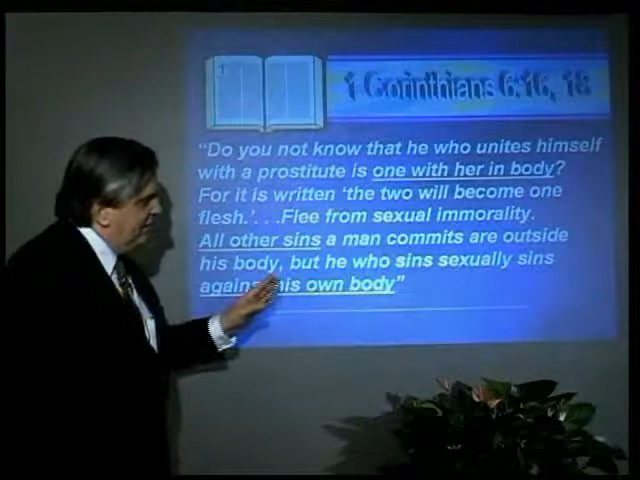 1 Corinthians 6:16, 18
“Do you not know that he who unites himself
with a prostitute is one with her in body?
For it is written ‘the two will become one
flesh.’. . .Flee from sexual immorality.
All other sins a man commits are outside
his body, but he who sins sexually sins
against his own body”